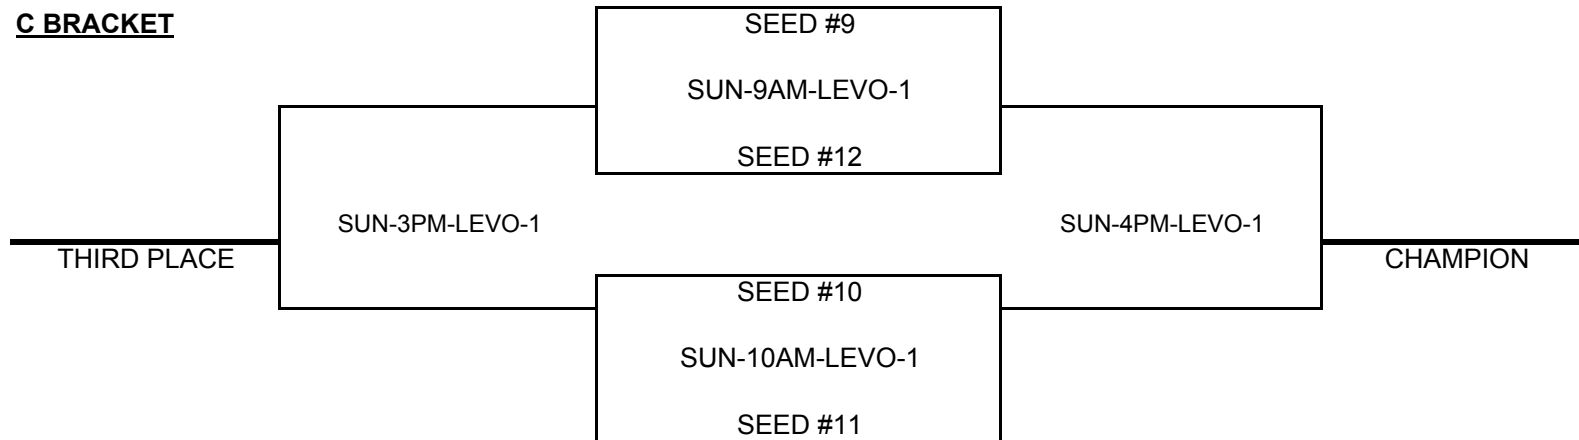 C BRACKET
SEED #9
SUN-9AM-LEVO-1
SEED #12
SUN-3PM-LEVO-1
SUN-4PM-LEVO-1
THIRD PLACE
CHAMPION
SEED #10
SUN-10AM-LEVO-1
SEED #11